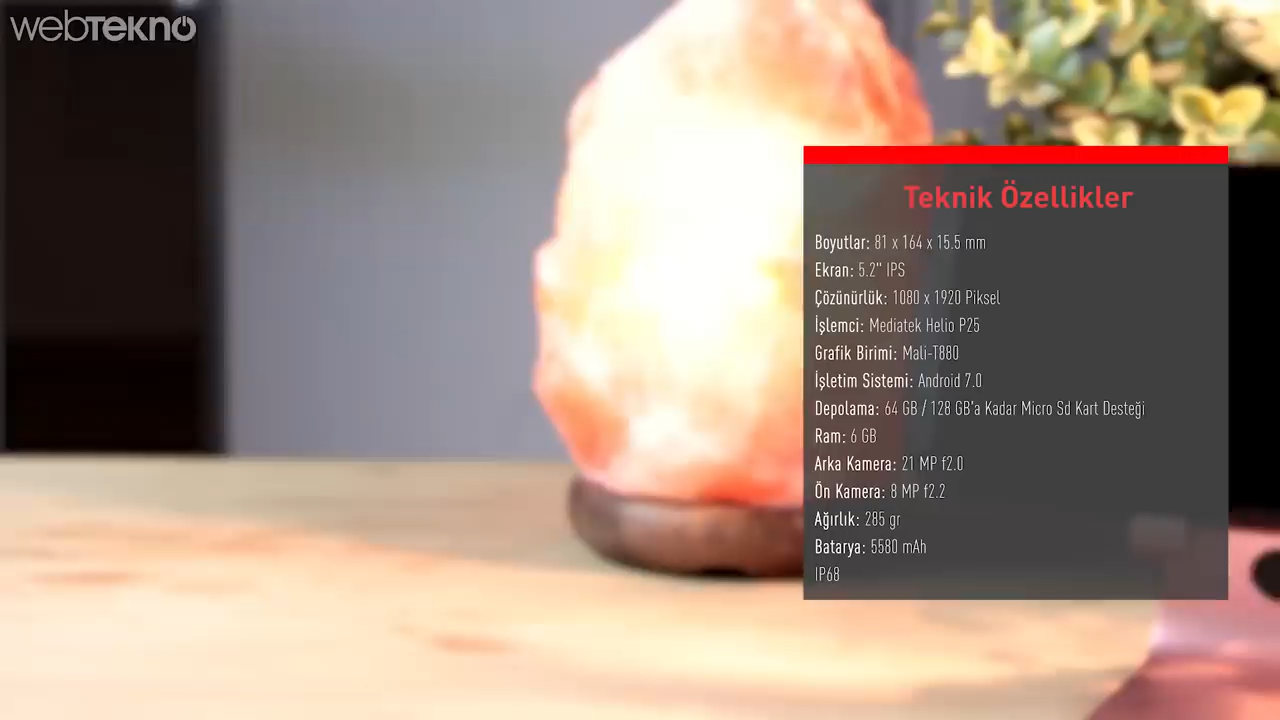 webTEKNO
Teknik Özellikler
Boyutlar: 81 x 164 x 15.5 mm
Ekran: 5.2" IPS
Çözünürlük: 1080 x 1920 Piksel
İşlemci: Mediatek Helio P25
Grafik Birimi: Mali-T880
İşletim Sistemi: Android 7.0
Depolama: 64 GB / 128 GB'a Kadar Micro Sd Kart Desteği
Ram: 6 GB
Arka Kamera: 21 MP f2.0
Ön Kamera: 8 MP f2.2
Ağırlık: 285 gr
Batarya: 5580 mAh
IP68